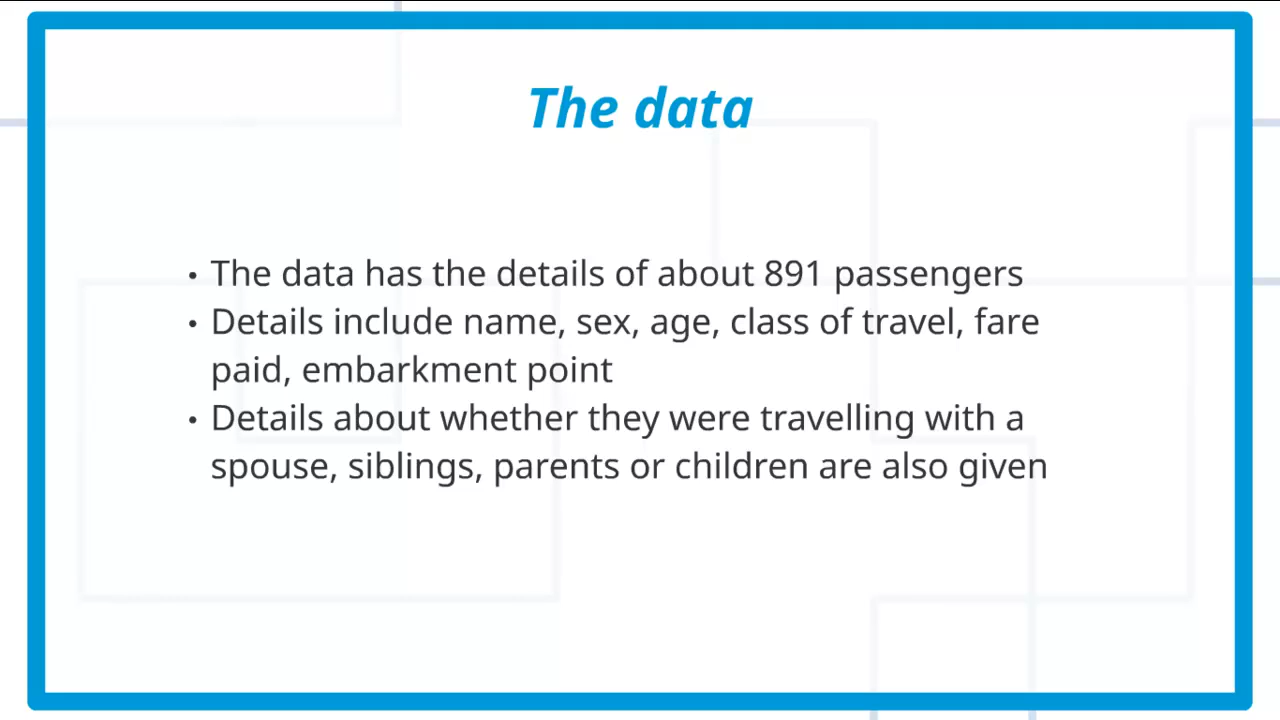 The data
• The data has the details of about 891 passengers
• Details include name, sex, age, class of travel, fare
paid, embarkment point
• Details about whether they were travelling with a
spouse, siblings, parents or children are also given